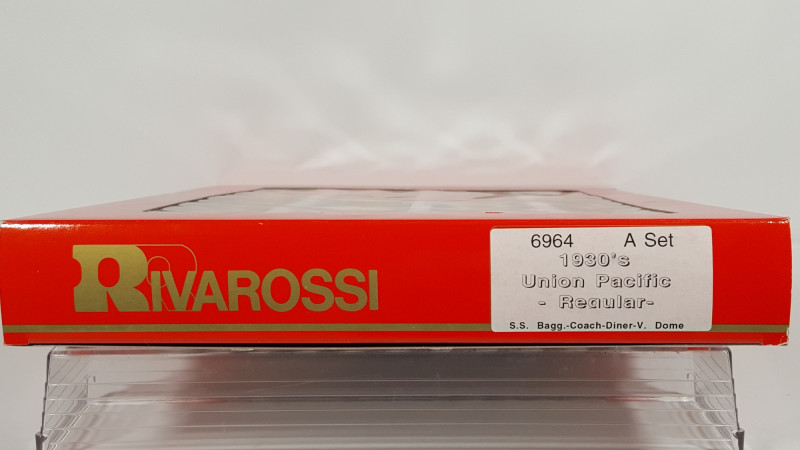 RIVAROSSI
6964 A Set
1930's
Union Pacific
- Regular-
S.S. Bagg.-Coach-Diner-V. Dome